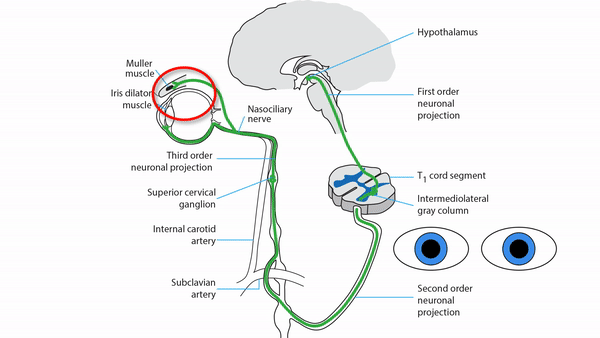 Muller
muscle
Iris dilator
muscle
Nasociliary
nerve
Third order
neuronal projection
Superior cervical
ganglion
Internal carotid
artery
Subclavian
artery
Hypothalamus
First order
neuronal
projection
T1 cord segment
Intermediolateral
gray column
Second order
neuronal
projection